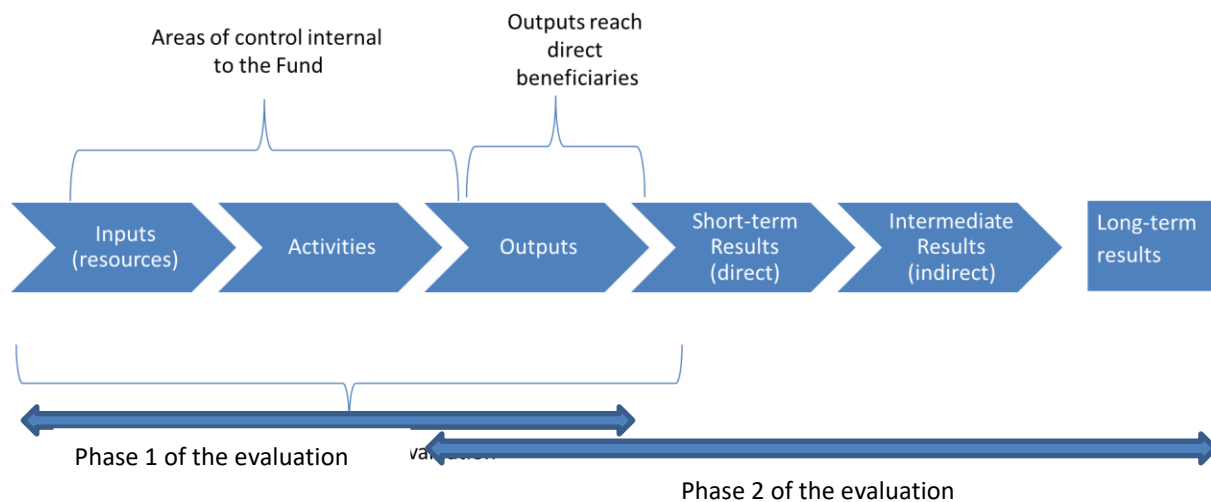 Areas of control internal
to the Fund
Outputs reach
direct
beneficiaries
Inputs
(resources)
Activities
Outputs
Short-term
Results
(direct)
Intermediate
Results
(indirect)
Long-term
results
Phase 1 of the evaluation
Phase 2 of the evaluation